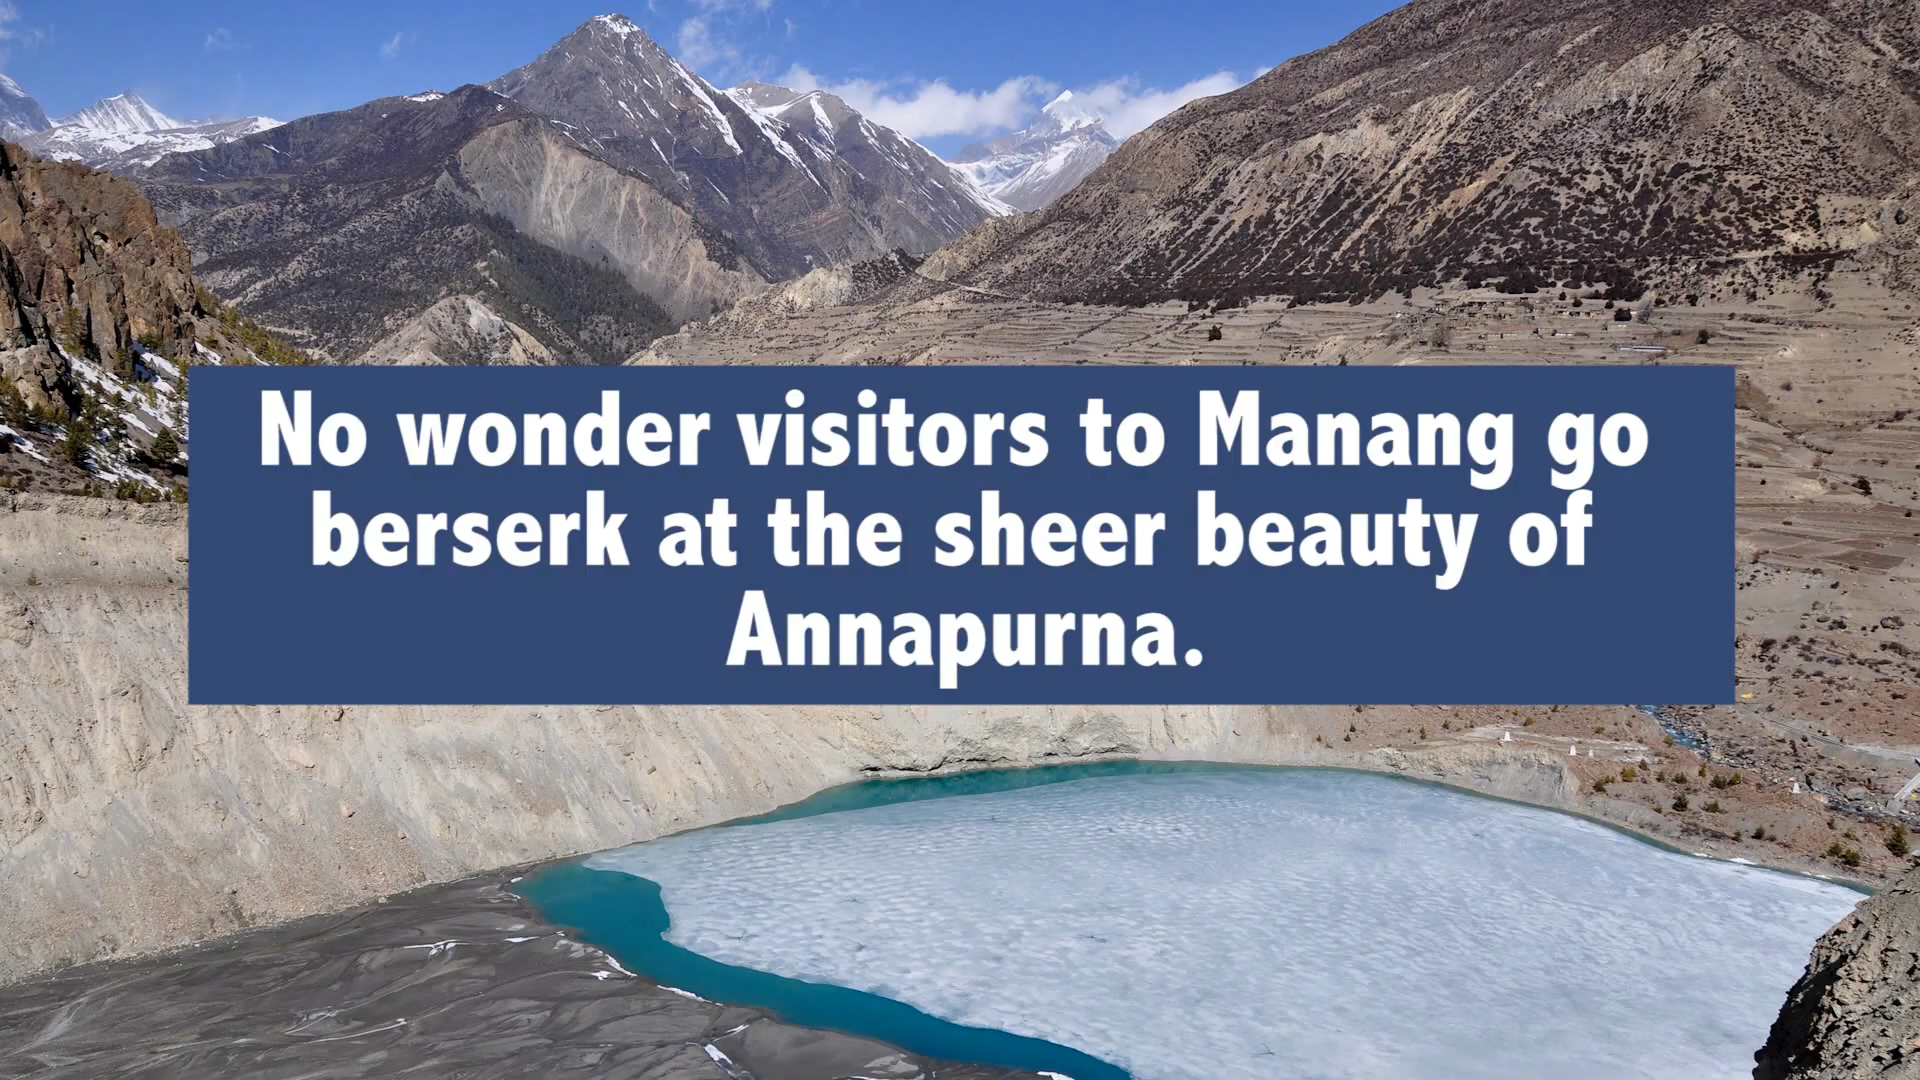 No wonder visitors to Manang go
berserk at the sheer beauty of
Annapurna.